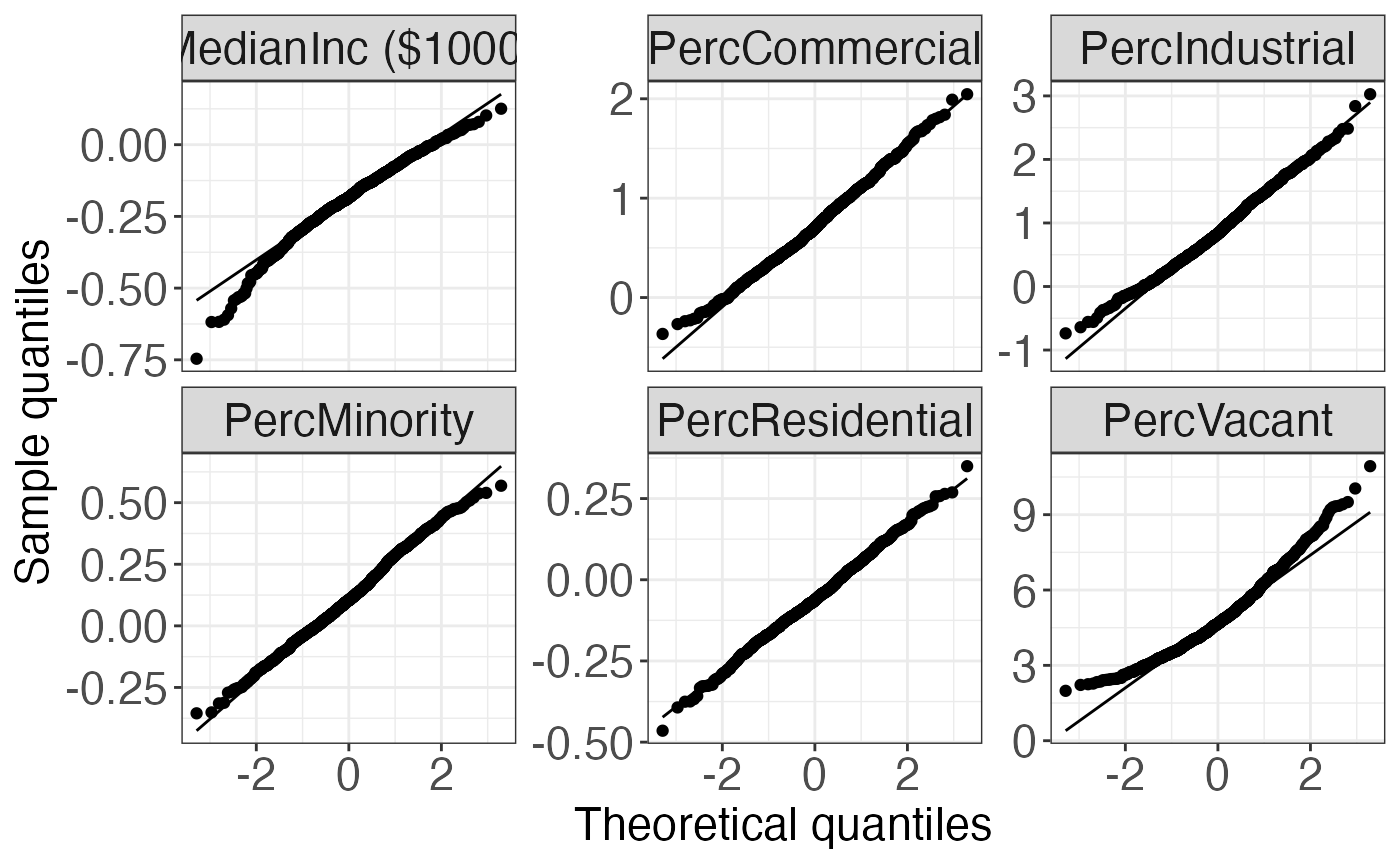 MedianInc ($1000
PercCommercial
PercIndustrial
0.00
-0.25
-0.50
-0.75
2
1
0
3
2
1
0
-1
Sample quantiles
PercMinority
PercResidential
PercVacant
0.50
0.25
0.00
-0.25
0.25
0.00
-0.25
-0.50
9
6
3
0
-2 0 2
-2 0 2
-2 0 2
Theoretical quantiles